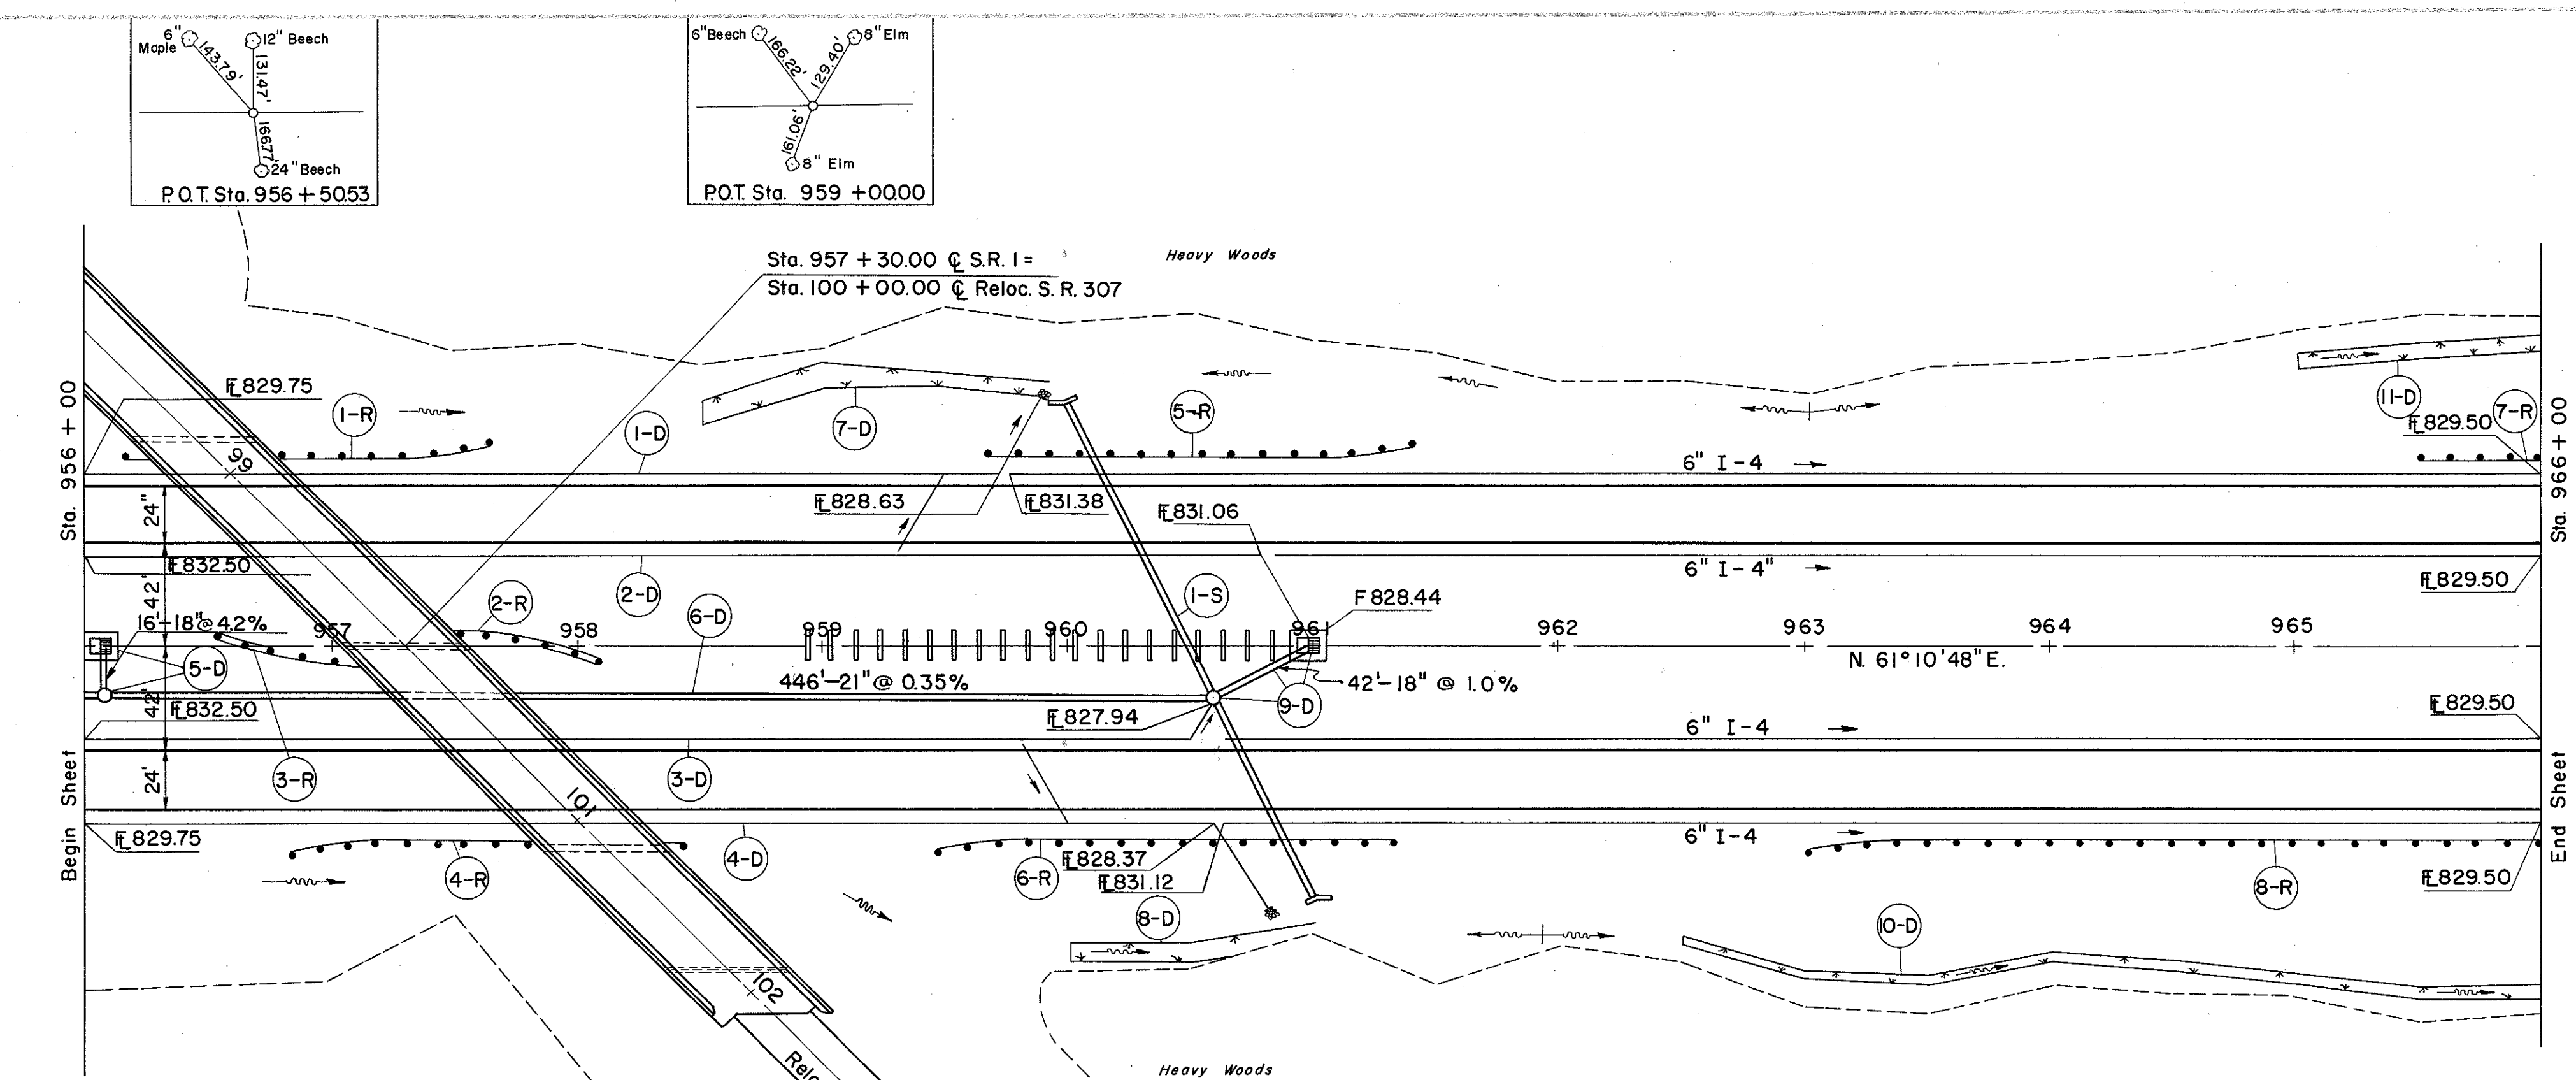 6"
Maple
143.79'
12" Beech
131.47'
166.77'
24" Beech
P.O.T. Sta. 956 + 50.53
6" Beech
166.22'
129.40'
8" Elm
161.06'
8" Elm
P.O.T. Sta. 959 + 00.00
Sta. 957 + 30.00 ℄ S.R. 1 =
Sta. 100 + 00.00 ℄ Reloc. S.R. 307
Heavy Woods
Sta. 956 + 00
Begin Sheet
Sta. 966 + 00
End Sheet
FL 829.75
1-R
1-D
7-D
5-R
11-D
7-R
FL 829.50
99
6" I-4
24"
FL 828.63
FL 831.38
FL 831.06
FL 832.50
42'
2-D
6" I-4"
FL 829.50
2-R
6-D
1-S
F 828.44
16'-18" @ 4.2%
957
958
959
960
961
962
963
964
965
N. 61° 10' 48" E.
5-D
446'-21" @ 0.35%
42'-18" @ 1.0%
9-D
42'
FL 832.50
FL 827.94
6" I-4
FL 829.50
24'
3-R
3-D
101
FL 829.75
4-R
4-D
6-R
FL 828.37
FL 831.12
6" I-4
8-R
FL 829.50
8-D
10-D
102
Heavy Woods